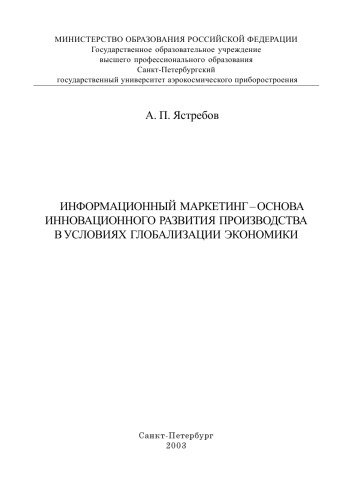 МИНИСТЕРСТВО ОБРАЗОВАНИЯ РОССИЙСКОЙ ФЕДЕРАЦИИ
Государственное образовательное учреждение
высшего профессионального образования
Санкт-Петербургский
государственный университет аэрокосмического приборостроения
А. П. Ястребов
ИНФОРМАЦИОННЫЙ МАРКЕТИНГ – ОСНОВА
ИННОВАЦИОННОГО РАЗВИТИЯ ПРОИЗВОДСТВА
В УСЛОВИЯХ ГЛОБАЛИЗАЦИИ ЭКОНОМИКИ
Санкт-Петербург
2003